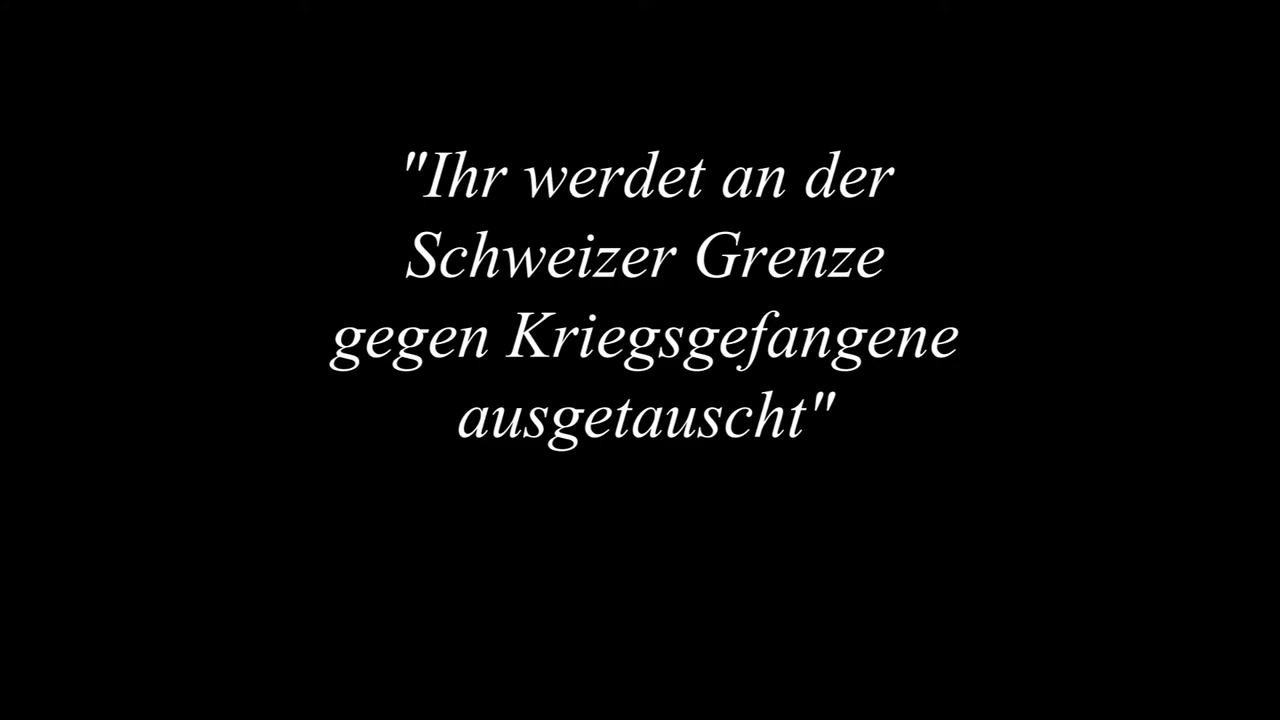 "Ihr werdet an der
Schweizer Grenze
gegen Kriegsgefangene
ausgetauscht"